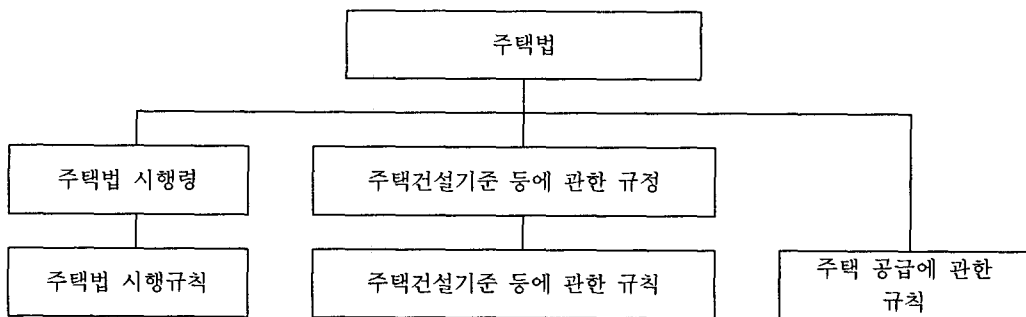 주택법
주택법 시행령
주택건설기준 등에 관한 규정
주택법 시행규칙
주택건설기준 등에 관한 규칙
주택 공급에 관한
규칙